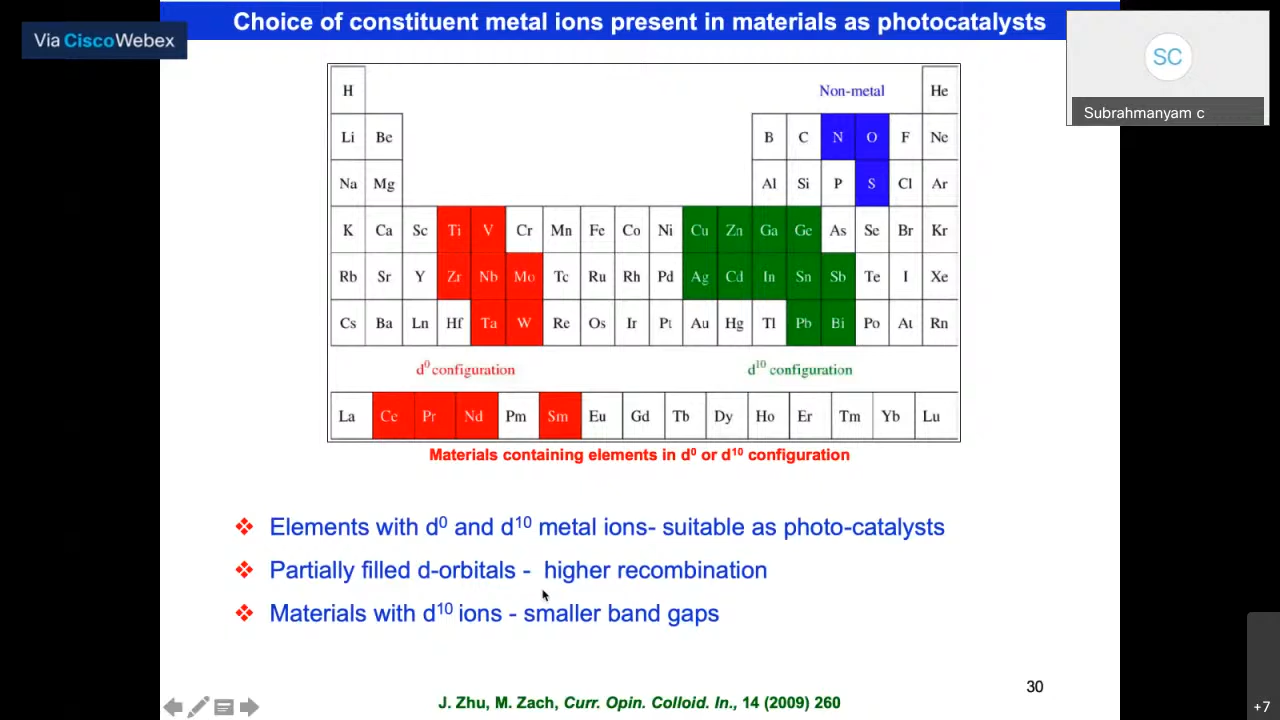 Choice of constituent metal ions present in materials as photocatalysts
Via CiscoWebex
SC
Subrahmanyam c
H Non-metal He
Li Be B C N O F Ne
Na Mg Al Si P S Cl Ar
K Ca Sc Ti V Cr Mn Fe Co Ni Cu Zn Ga Ge As Se Br Kr
Rb Sr Y Zr Nb Mo Tc Ru Rh Pd Ag Cd In Sn Sb Te I Xe
Cs Ba Ln Hf Ta W Re Os Ir Pt Au Hg Tl Pb Bi Po At Rn
d⁰ configuration d¹⁰ configuration
La Ce Pr Nd Pm Sm Eu Gd Tb Dy Ho Er Tm Yb Lu
Materials containing elements in d⁰ or d¹⁰ configuration
❖ Elements with d⁰ and d¹⁰ metal ions- suitable as photo-catalysts
❖ Partially filled d-orbitals - higher recombination
❖ Materials with d¹⁰ ions - smaller band gaps
30
J. Zhu, M. Zach, Curr. Opin. Colloid. In., 14 (2009) 260
+7